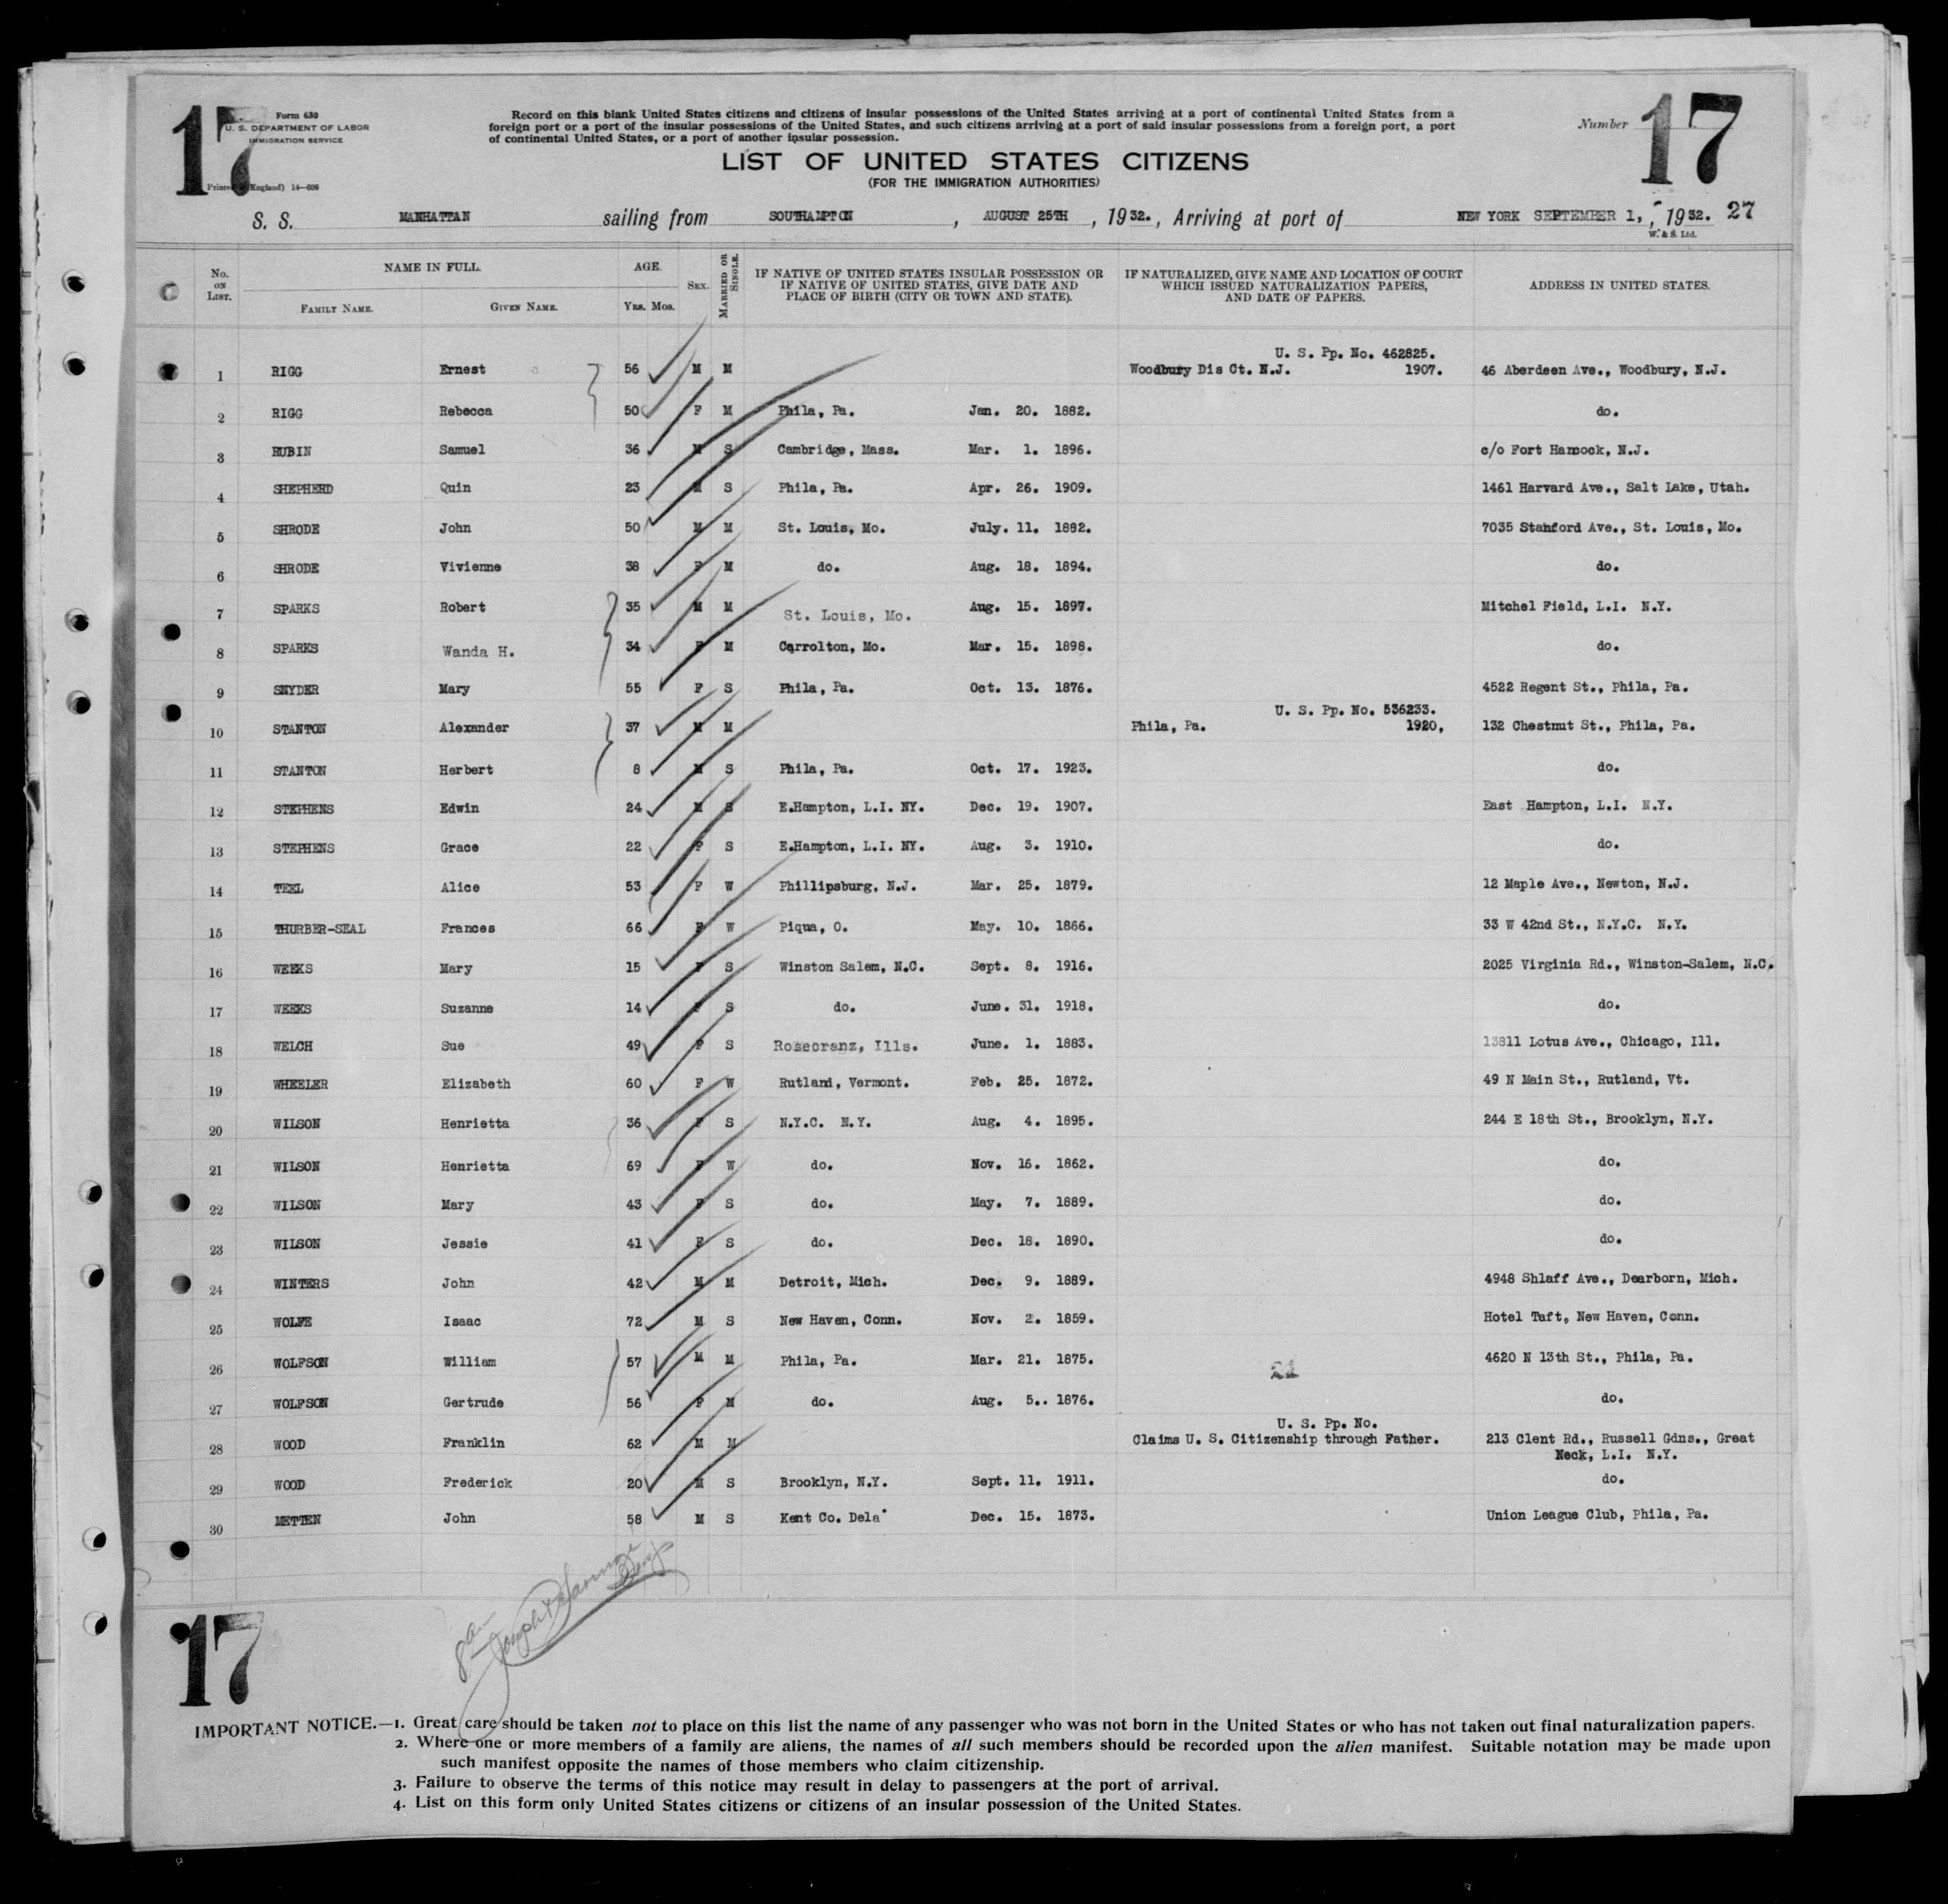 17
Form 630
U. S. DEPARTMENT OF LABOR
IMMIGRATION SERVICE
England) 14—608
Record on this blank United States citizens and citizens of insular possessions of the United States arriving at a port of continental United States from a
foreign port or a port of the insular possessions of the United States, and such citizens arriving at a port of said insular possessions from a foreign port, a port
of continental United States, or a port of another insular possession.
LIST OF UNITED STATES CITIZENS
(FOR THE IMMIGRATION AUTHORITIES)
Number 17
S. S. MANHATTAN sailing from SOUTHAMPTON, AUGUST 25TH, 1932., Arriving at port of NEW YORK SEPTEMBER 1, , 1932. 27
W. & S. Ltd.
No. ON LIST. NAME IN FULL. FAMILY NAME. GIVEN NAME. AGE. YRS. MOS. SEX. MARRIED OR SINGLE. IF NATIVE OF UNITED STATES INSULAR POSSESSION OR IF NATIVE OF UNITED STATES, GIVE DATE AND PLACE OF BIRTH (CITY OR TOWN AND STATE). IF NATURALIZED, GIVE NAME AND LOCATION OF COURT WHICH ISSUED NATURALIZATION PAPERS, AND DATE OF PAPERS. ADDRESS IN UNITED STATES.
U. S. Pp. No. 462825.
1 RIGG Ernest 56 M M Woodbury Dis Ct. N.J. 1907. 46 Aberdeen Ave., Woodbury, N.J.
2 RIGG Rebecca 50 F M Phila, Pa. Jan. 20. 1882. do.
3 RUBIN Samuel 36 M S Cambridge, Mass. Mar. 1. 1896. c/o Fort Hancock, N.J.
4 SHEPHERD Quin 23 M S Phila, Pa. Apr. 26. 1909. 1461 Harvard Ave., Salt Lake, Utah.
5 SHRODE John 50 M M St. Louis, Mo. July. 11. 1882. 7035 Stanford Ave., St. Louis, Mo.
6 SHRODE Vivienne 38 F M do. Aug. 18. 1894. do.
7 SPARKS Robert 35 M M St. Louis, Mo. Aug. 15. 1897. Mitchel Field, L.I. N.Y.
8 SPARKS Wanda H. 34 F M Carrolton, Mo. Mar. 15. 1898. do.
9 SNYDER Mary 55 F S Phila, Pa. Oct. 13. 1876. 4522 Regent St., Phila, Pa.
U. S. Pp. No. 536233.
10 STANTON Alexander 37 M M Phila, Pa. 1920, 132 Chestnut St., Phila, Pa.
11 STANTON Herbert 8 M S Phila, Pa. Oct. 17. 1923. do.
12 STEPHENS Edwin 24 M S E.Hampton, L.I. NY. Dec. 19. 1907. East Hampton, L.I. N.Y.
13 STEPHENS Grace 22 F S E.Hampton, L.I. NY. Aug. 3. 1910. do.
14 TEEL Alice 53 F W Phillipsburg, N.J. Mar. 25. 1879. 12 Maple Ave., Newton, N.J.
15 THURBER-SEAL Frances 66 F W Piqua, O. May. 10. 1866. 33 W 42nd St., N.Y.C. N.Y.
16 WEEKS Mary 15 F S Winston Salem, N.C. Sept. 8. 1916. 2025 Virginia Rd., Winston-Salem, N.C.
17 WEEKS Suzanne 14 F S do. June. 31. 1918. do.
18 WELCH Sue 49 F S Rosecranz, Ills. June. 1. 1883. 13811 Lotus Ave., Chicago, Ill.
19 WHEELER Elizabeth 60 F W Rutland, Vermont. Feb. 25. 1872. 49 N Main St., Rutland, Vt.
20 WILSON Henrietta 36 F S N.Y.C. N.Y. Aug. 4. 1895. 244 E 18th St., Brooklyn, N.Y.
21 WILSON Henrietta 69 F W do. Nov. 16. 1862. do.
22 WILSON Mary 43 F S do. May. 7. 1889. do.
23 WILSON Jessie 41 F S do. Dec. 18. 1890. do.
24 WINTERS John 42 M M Detroit, Mich. Dec. 9. 1889. 4948 Shlaff Ave., Dearborn, Mich.
25 WOLFE Isaac 72 M S New Haven, Conn. Nov. 2. 1859. Hotel Taft, New Haven, Conn.
26 WOLFSON William 57 M M Phila, Pa. Mar. 21. 1875. 4620 N 13th St., Phila, Pa.
27 WOLFSON Gertrude 56 F M do. Aug. 5.. 1876. do.
U. S. Pp. No.
28 WOOD Franklin 62 M M Claims U. S. Citizenship through Father. 213 Clent Rd., Russell Gdns., Great
Neck, L.I. N.Y.
29 WOOD Frederick 20 M S Brooklyn, N.Y. Sept. 11. 1911. do.
30 METTEN John 58 M S Kent Co. Dela. Dec. 15. 1873. Union League Club, Phila, Pa.
17
IMPORTANT NOTICE.—1. Great care should be taken not to place on this list the name of any passenger who was not born in the United States or who has not taken out final naturalization papers.
2. Where one or more members of a family are aliens, the names of all such members should be recorded upon the alien manifest. Suitable notation may be made upon
such manifest opposite the names of those members who claim citizenship.
3. Failure to observe the terms of this notice may result in delay to passengers at the port of arrival.
4. List on this form only United States citizens or citizens of an insular possession of the United States.